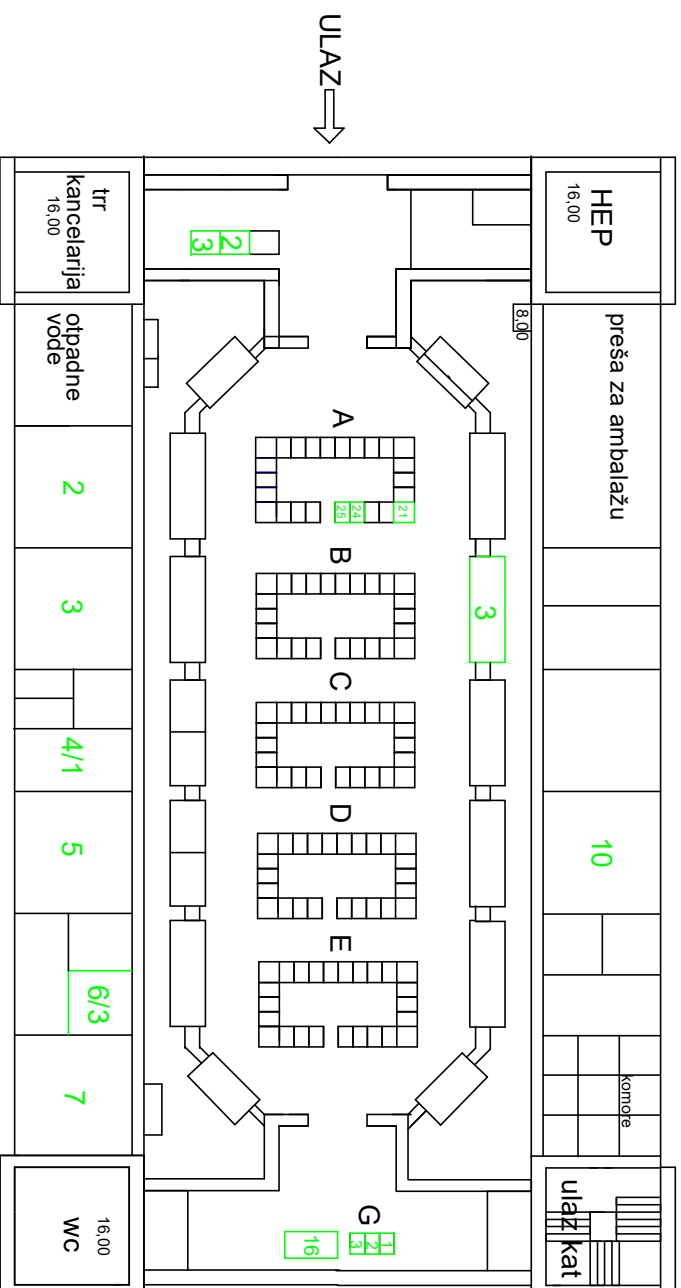 ULAZ
HEP
16,00
trr
kancelarija
16,00
2
3
8,00
preša za ambalažu
otpadne
vode
A
21
24
25
2
B
3
3
C
4/1
D
10
5
E
6/3
komore
7
G
1
2
3
16
ulaz kat
16,00
wc